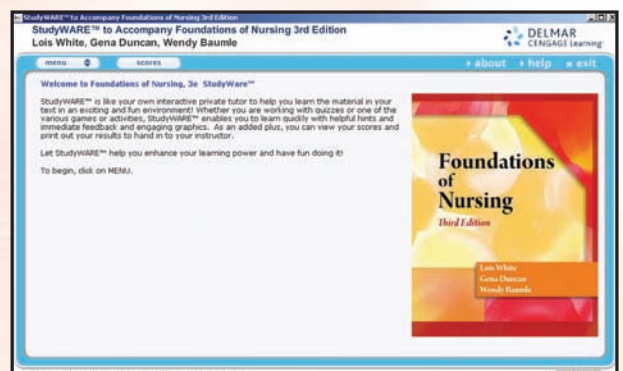 StudyWARE™ to Accompany Foundations of Nursing 3rd Edition
StudyWARE™ to Accompany Foundations of Nursing 3rd Edition
Lois White, Gena Duncan, Wendy Baumle
DELMAR
CENGAGE Learning
menu
scores
about
help
exit
Welcome to Foundations of Nursing, 3e StudyWare™
StudyWARE™ is like your own interactive private tutor to help you learn the material in your
text in an exciting and fun environment! Whether you are working with quizzes or one of the
various games or activities, StudyWARE™ enables you to learn quickly with helpful hints and
immediate feedback and engaging graphics. As an added plus, you can view your scores and
print out your results to hand in to your instructor.
Let StudyWARE™ help you enhance your learning power and have fun doing it!
To begin, click on MENU.
Foundations
of
Nursing
Third Edition
Lois White
Gena Duncan
Wendy Baumle